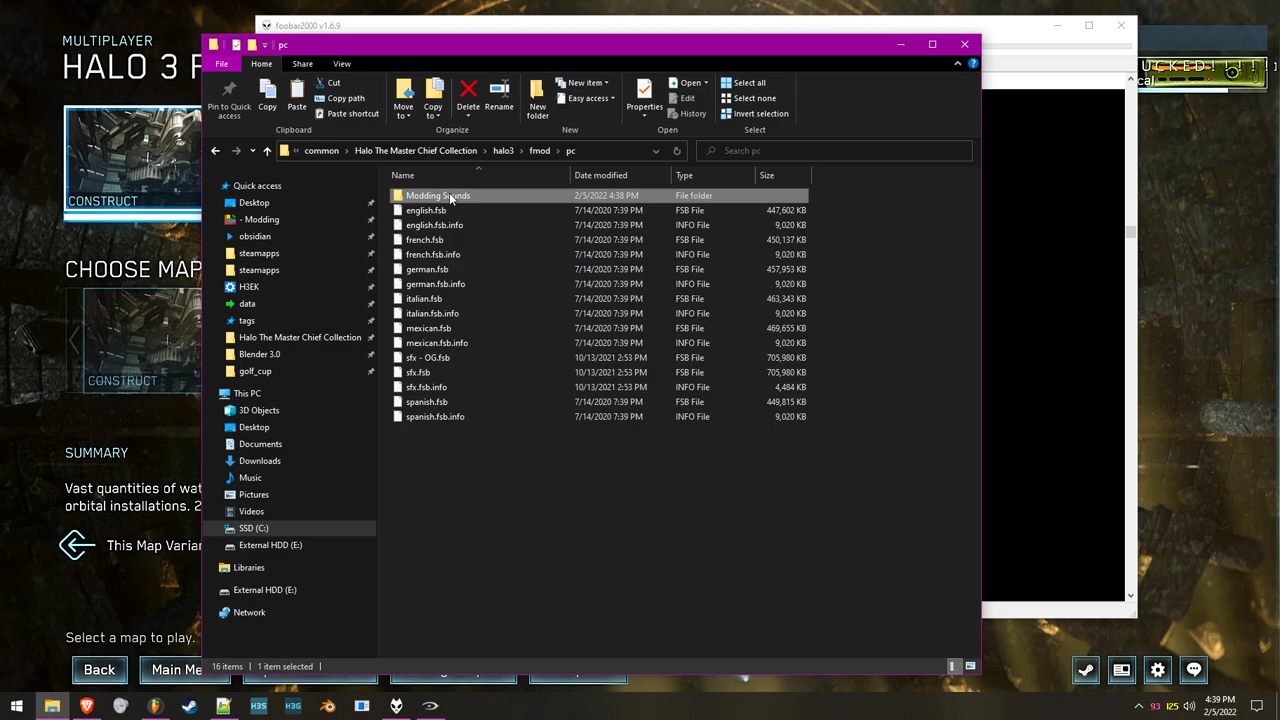 foobar2000 v1.6.9
MULTIPLAYER
HALO 3 F
pc
File
Home
Share
View
Pin to Quick access
Copy
Paste
Cut
Copy path
Paste shortcut
Clipboard
Move to
Copy to
Delete
Rename
Organize
New folder
New item
Easy access
New
Properties
Open
Edit
History
Open
Select all
Select none
Invert selection
Select
UCKED!!!!!
cal
« common > Halo The Master Chief Collection > halo3 > fmod > pc
Search pc
Name Date modified Type Size
Modding Sounds 2/5/2022 4:38 PM File folder
english.fsb 7/14/2020 7:39 PM FSB File 447,602 KB
english.fsb.info 7/14/2020 7:39 PM INFO File 9,020 KB
french.fsb 7/14/2020 7:39 PM FSB File 450,137 KB
french.fsb.info 7/14/2020 7:39 PM INFO File 9,020 KB
german.fsb 7/14/2020 7:39 PM FSB File 457,953 KB
german.fsb.info 7/14/2020 7:39 PM INFO File 9,020 KB
italian.fsb 7/14/2020 7:39 PM FSB File 463,343 KB
italian.fsb.info 7/14/2020 7:39 PM INFO File 9,020 KB
mexican.fsb 7/14/2020 7:39 PM FSB File 469,655 KB
mexican.fsb.info 7/14/2020 7:39 PM INFO File 9,020 KB
sfx - OG.fsb 10/13/2021 2:53 PM FSB File 705,980 KB
sfx.fsb 10/13/2021 2:53 PM FSB File 705,980 KB
sfx.fsb.info 10/13/2021 2:53 PM INFO File 4,484 KB
spanish.fsb 7/14/2020 7:39 PM FSB File 449,815 KB
spanish.fsb.info 7/14/2020 7:39 PM INFO File 9,020 KB
Quick access
Desktop
- Modding
obsidian
steamapps
steamapps
H3EK
data
tags
Halo The Master Chief Collection
Blender 3.0
golf_cup
This PC
3D Objects
Desktop
Documents
Downloads
Music
Pictures
Videos
SSD (C:)
External HDD (E:)
Libraries
External HDD (E:)
Network
16 items
1 item selected
CONSTRUCT
CHOOSE MAP
CONSTRUCT
SUMMARY
Vast quantities of wat
orbital installations. 2
This Map Varian
Select a map to play.
Back
Main Me
H3S
H3G
93
I25
4:39 PM
2/5/2022